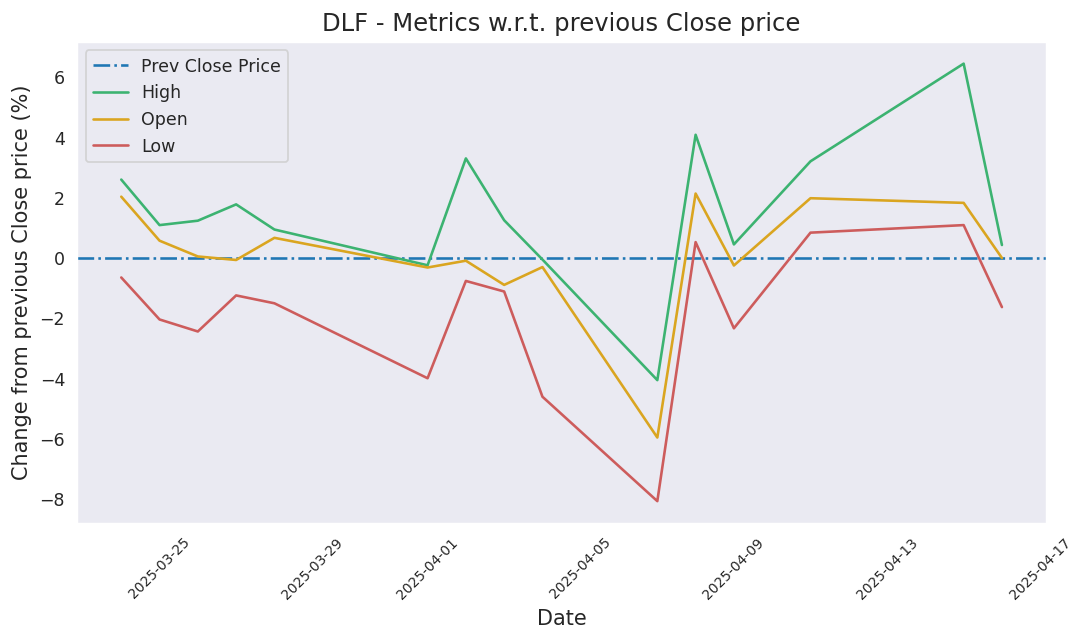 DLF - Metrics w.r.t. previous Close price
Change from previous Close price (%)
Prev Close Price
High
Open
Low
6
4
2
0
−2
−4
−6
−8
2025-03-25
2025-03-29
2025-04-01
2025-04-05
2025-04-09
2025-04-13
2025-04-17
Date